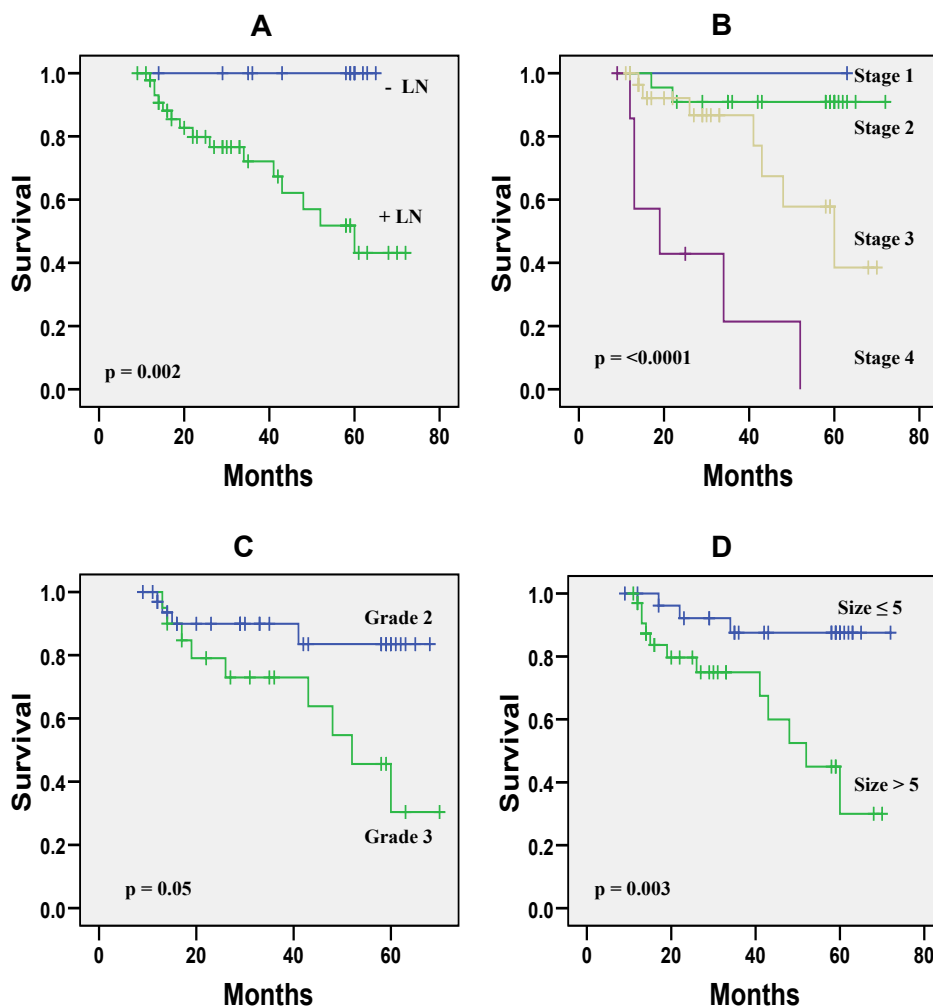 A
Survival
1.0
0.8
0.6
0.4
0.2
0.0
- LN
+ LN
p = 0.002
0 20 40 60 80
Months
B
Survival
1.0
0.8
0.6
0.4
0.2
0.0
Stage 1
Stage 2
Stage 3
Stage 4
p = <0.0001
0 20 40 60 80
Months
C
Survival
1.0
0.8
0.6
0.4
0.2
0.0
Grade 2
Grade 3
p = 0.05
0 20 40 60
Months
D
Survival
1.0
0.8
0.6
0.4
0.2
0.0
Size ≤ 5
Size > 5
p = 0.003
0 20 40 60 80
Months